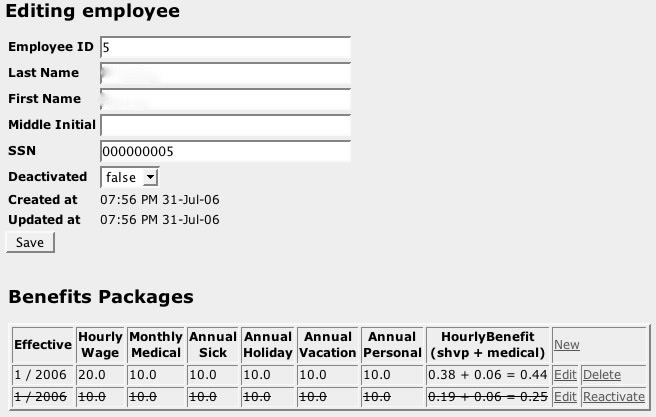 Editing employee
Employee ID 5
Last Name
First Name
Middle Initial
SSN 000000005
Deactivated false
Created at 07:56 PM 31-Jul-06
Updated at 07:56 PM 31-Jul-06
Save
Benefits Packages
Effective Hourly Wage Monthly Medical Annual Sick Annual Holiday Annual Vacation Annual Personal HourlyBenefit (shvp + medical) New
1 / 2006 20.0 10.0 10.0 10.0 10.0 10.0 0.38 + 0.06 = 0.44 Edit Delete
1 / 2006 10.0 10.0 10.0 10.0 10.0 10.0 0.19 + 0.06 = 0.25 Edit Reactivate